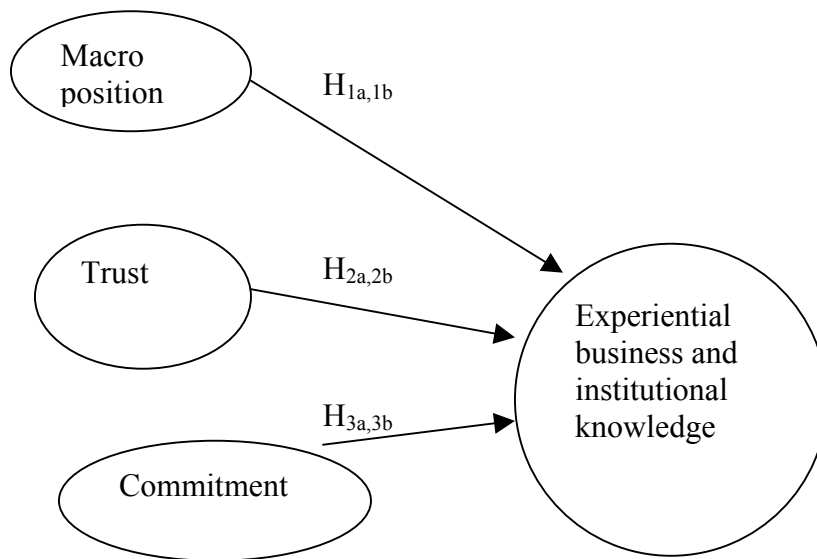 Macro
position
H1a,1b
Trust
H2a,2b
Experiential
business and
institutional
knowledge
H3a,3b
Commitment